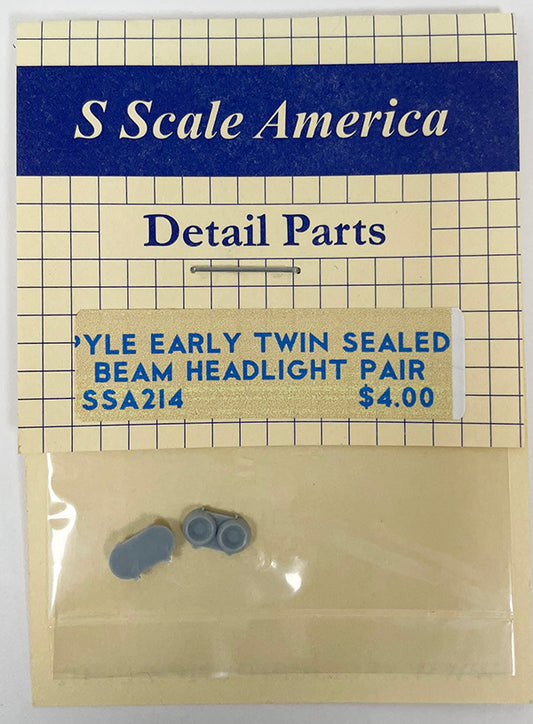 S Scale America
Detail Parts
PYLE EARLY TWIN SEALED
BEAM HEADLIGHT PAIR
SSA214 $4.00